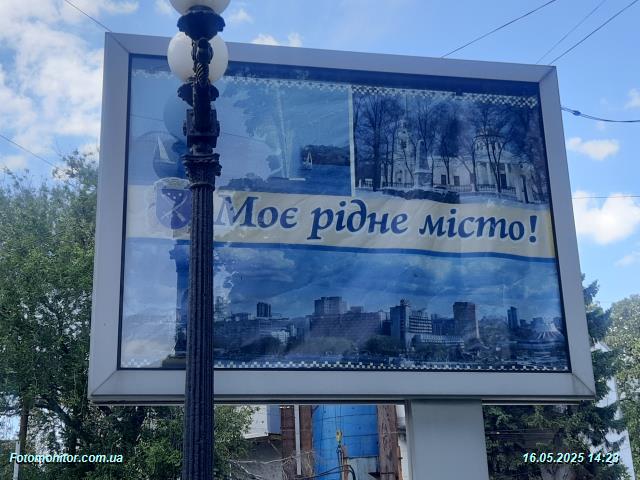 Моє рідне місто!
Fotomonitor.com.ua
16.05.2025 14:23